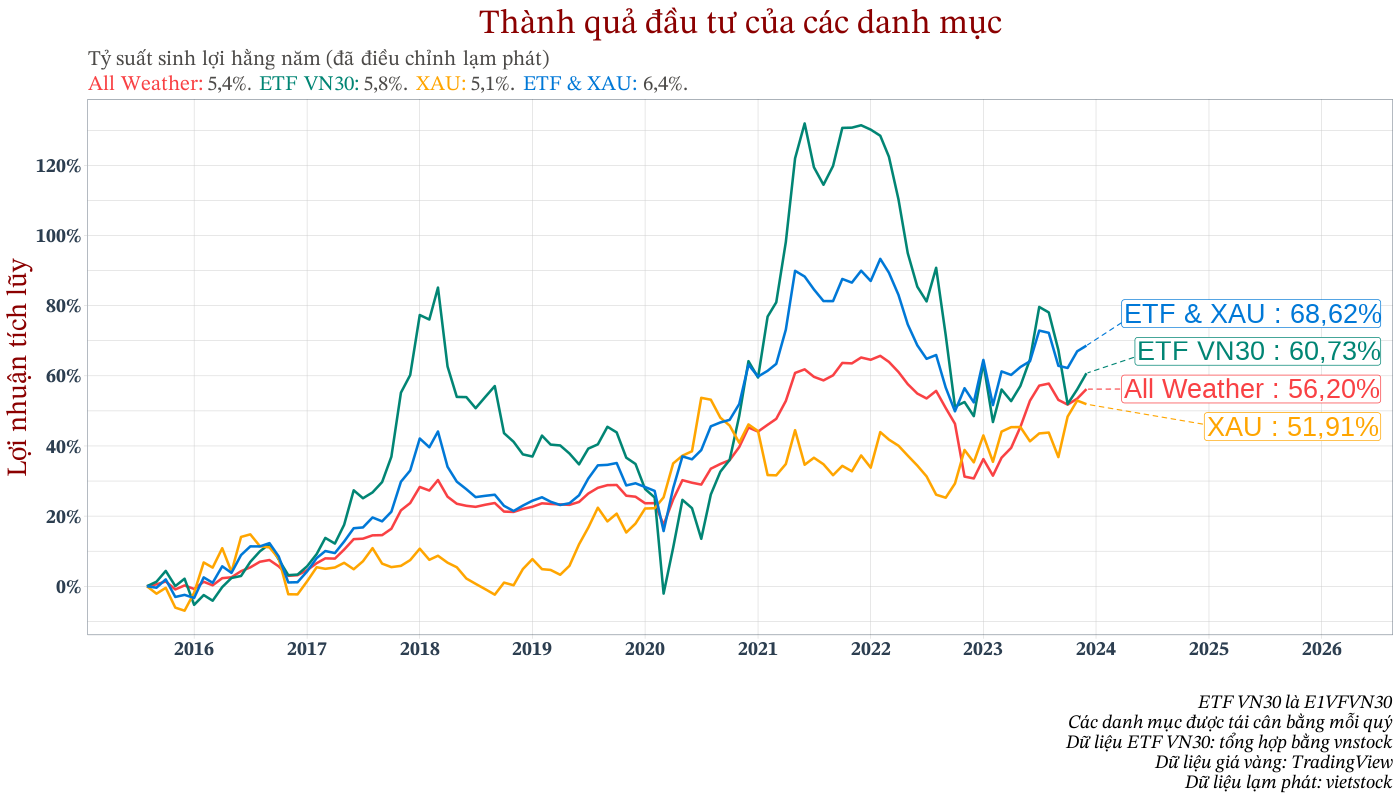 Thành quả đầu tư của các danh mục
Tỷ suất sinh lợi hằng năm (đã điều chỉnh lạm phát)
All Weather: 5,4%. ETF VN30: 5,8%. XAU: 5,1%. ETF & XAU: 6,4%.
Lợi nhuận tích lũy
120%
100%
80%
60%
40%
20%
0%
ETF & XAU : 68,62%
ETF VN30 : 60,73%
All Weather : 56,20%
XAU : 51,91%
2016 2017 2018 2019 2020 2021 2022 2023 2024 2025 2026
ETF VN30 là E1VFVN30
Các danh mục được tái cân bằng mỗi quý
Dữ liệu ETF VN30: tổng hợp bằng vnstock
Dữ liệu giá vàng: TradingView
Dữ liệu lạm phát: vietstock